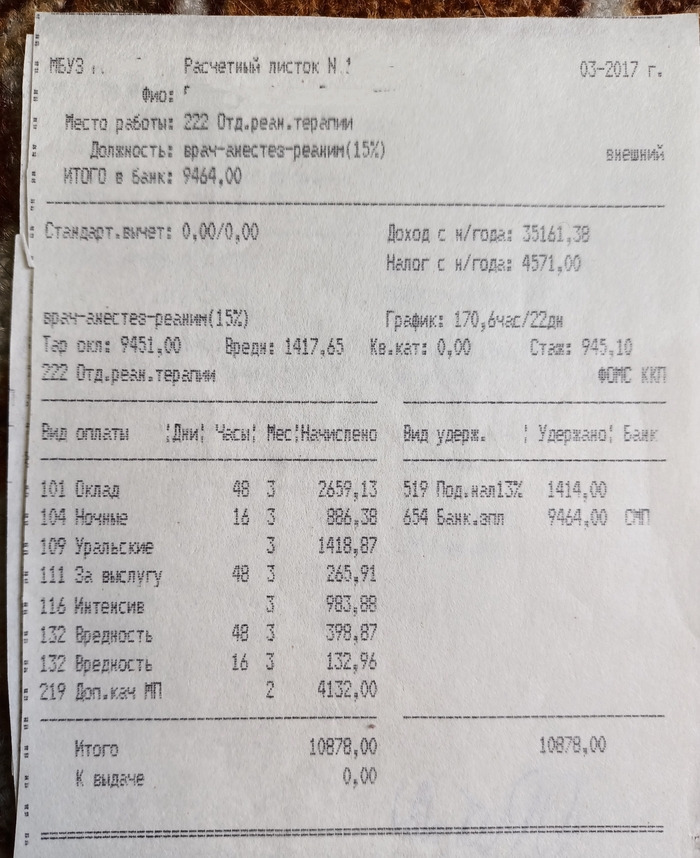 МБУЗ Расчетный листок N 03-2017 г.
Фио:
Место работы: 222 Отд.реан.терапии
Должность: врач-анестез-реаним(15%) внешний
ИТОГО в банк: 9464,00
Стандарт.вычет: 0,00/0,00 Доход с н/года: 35161,38
Налог с н/года: 4571,00
врач-анестез-реаним(15%) График: 170,6час/22дн
Тар окл: 9451,00 Вредн: 1417,65 Кв.кат: 0,00 Стаж: 945,10
222 Отд.реан.терапии ФОМС ККП
Вид оплаты ¦Дни¦ Часы¦ Мес¦Начислено Вид удерж. ¦ Удержано¦ Банк
101 Оклад 48 3 2659,13 519 Под.нал13% 1414,00
104 Ночные 16 3 886,38 654 Банк.зпл 9464,00 СМП
109 Уральские 3 1418,87
111 За выслугу 48 3 265,91
116 Интенсив 3 983,88
132 Вредность 48 3 398,87
132 Вредность 16 3 132,96
219 Доп.кач МП 2 4132,00
Итого 10878,00 10878,00
К выдаче 0,00